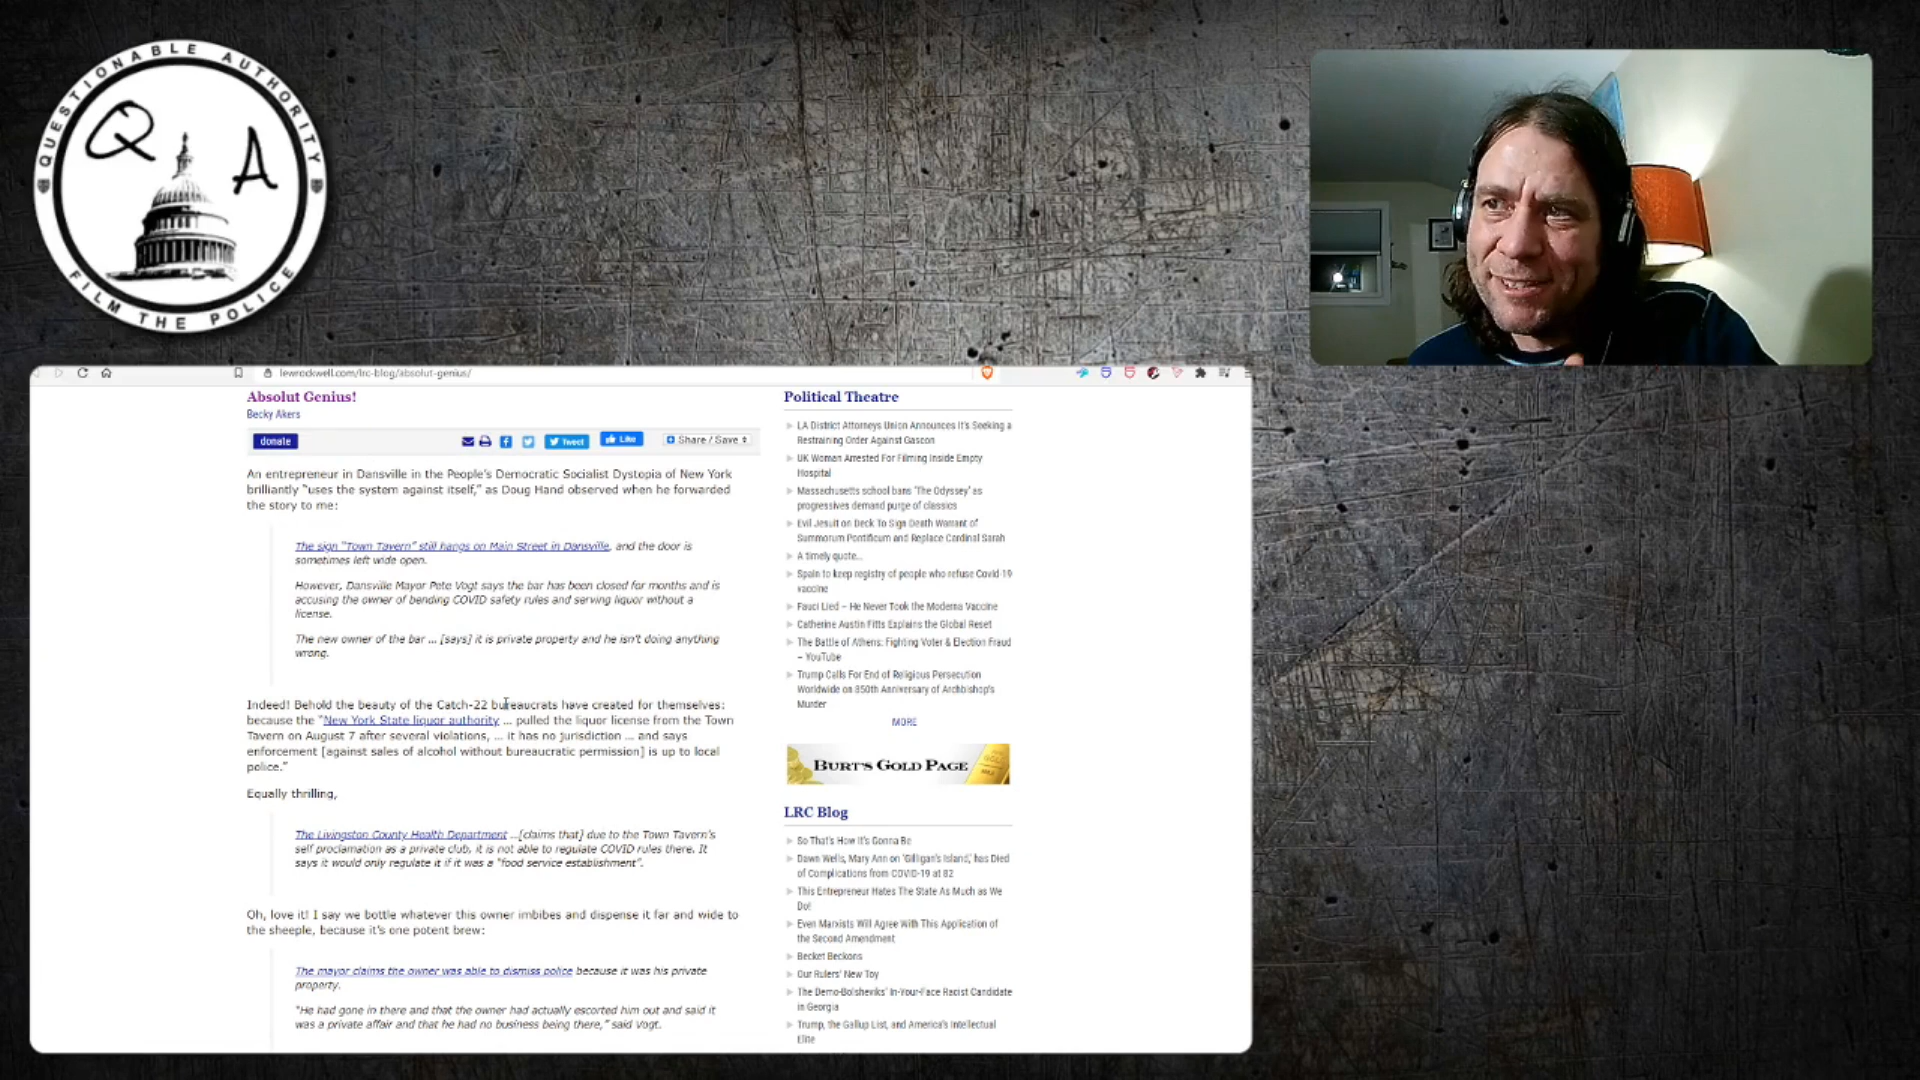 QUESTIONABLE AUTHORITY
Q A
FILM THE POLICE
lewrockwell.com/lrc-blog/absolut-genius/
Absolut Genius!
Becky Akers
donate
Tweet
Like
Share / Save
An entrepreneur in Dansville in the People's Democratic Socialist Dystopia of New York
brilliantly "uses the system against itself," as Doug Hand observed when he forwarded
the story to me:
The sign "Town Tavern" still hangs on Main Street in Dansville, and the door is
sometimes left wide open.
However, Dansville Mayor Pete Vogt says the bar has been closed for months and is
accusing the owner of bending COVID safety rules and serving liquor without a
license.
The new owner of the bar ... [says] it is private property and he isn't doing anything
wrong.
Indeed! Behold the beauty of the Catch-22 bureaucrats have created for themselves:
because the "New York State liquor authority ... pulled the liquor license from the Town
Tavern on August 7 after several violations, ... it has no jurisdiction ... and says
enforcement [against sales of alcohol without bureaucratic permission] is up to local
police."
Equally thrilling,
The Livingston County Health Department ...[claims that] due to the Town Tavern's
self proclamation as a private club, it is not able to regulate COVID rules there. It
says it would only regulate it if it was a "food service establishment".
Oh, love it! I say we bottle whatever this owner imbibes and dispense it far and wide to
the sheeple, because it's one potent brew:
The mayor claims the owner was able to dismiss police because it was his private
property.
"He had gone in there and that the owner had actually escorted him out and said it
was a private affair and that he had no business being there," said Vogt.
Political Theatre
LA District Attorneys Union Announces It's Seeking a
Restraining Order Against Gascon
UK Woman Arrested For Filming Inside Empty
Hospital
Massachusetts school bans 'The Odyssey' as
progressives demand purge of classics
Evil Jesuit on Deck To Sign Death Warrant of
Summorum Pontificum and Replace Cardinal Sarah
A timely quote...
Spain to keep registry of people who refuse Covid-19
vaccine
Fauci Lied – He Never Took the Moderna Vaccine
Catherine Austin Fitts Explains the Global Reset
The Battle of Athens: Fighting Voter & Election Fraud
– YouTube
Trump Calls For End of Religious Persecution
Worldwide on 850th Anniversary of Archbishop's
Murder
MORE
BURT'S GOLD PAGE
LRC Blog
So That's How It's Gonna Be
Dawn Wells, Mary Ann on 'Gilligan's Island,' has Died
of Complications from COVID-19 at 82
This Entrepreneur Hates The State As Much as We
Do!
Even Marxists Will Agree With This Application of
the Second Amendment
Becket Beckons
Our Rulers' New Toy
The Demo-Bolsheviks' In-Your-Face Racist Candidate
in Georgia
Trump, the Gallup List, and America's Intellectual
Elite